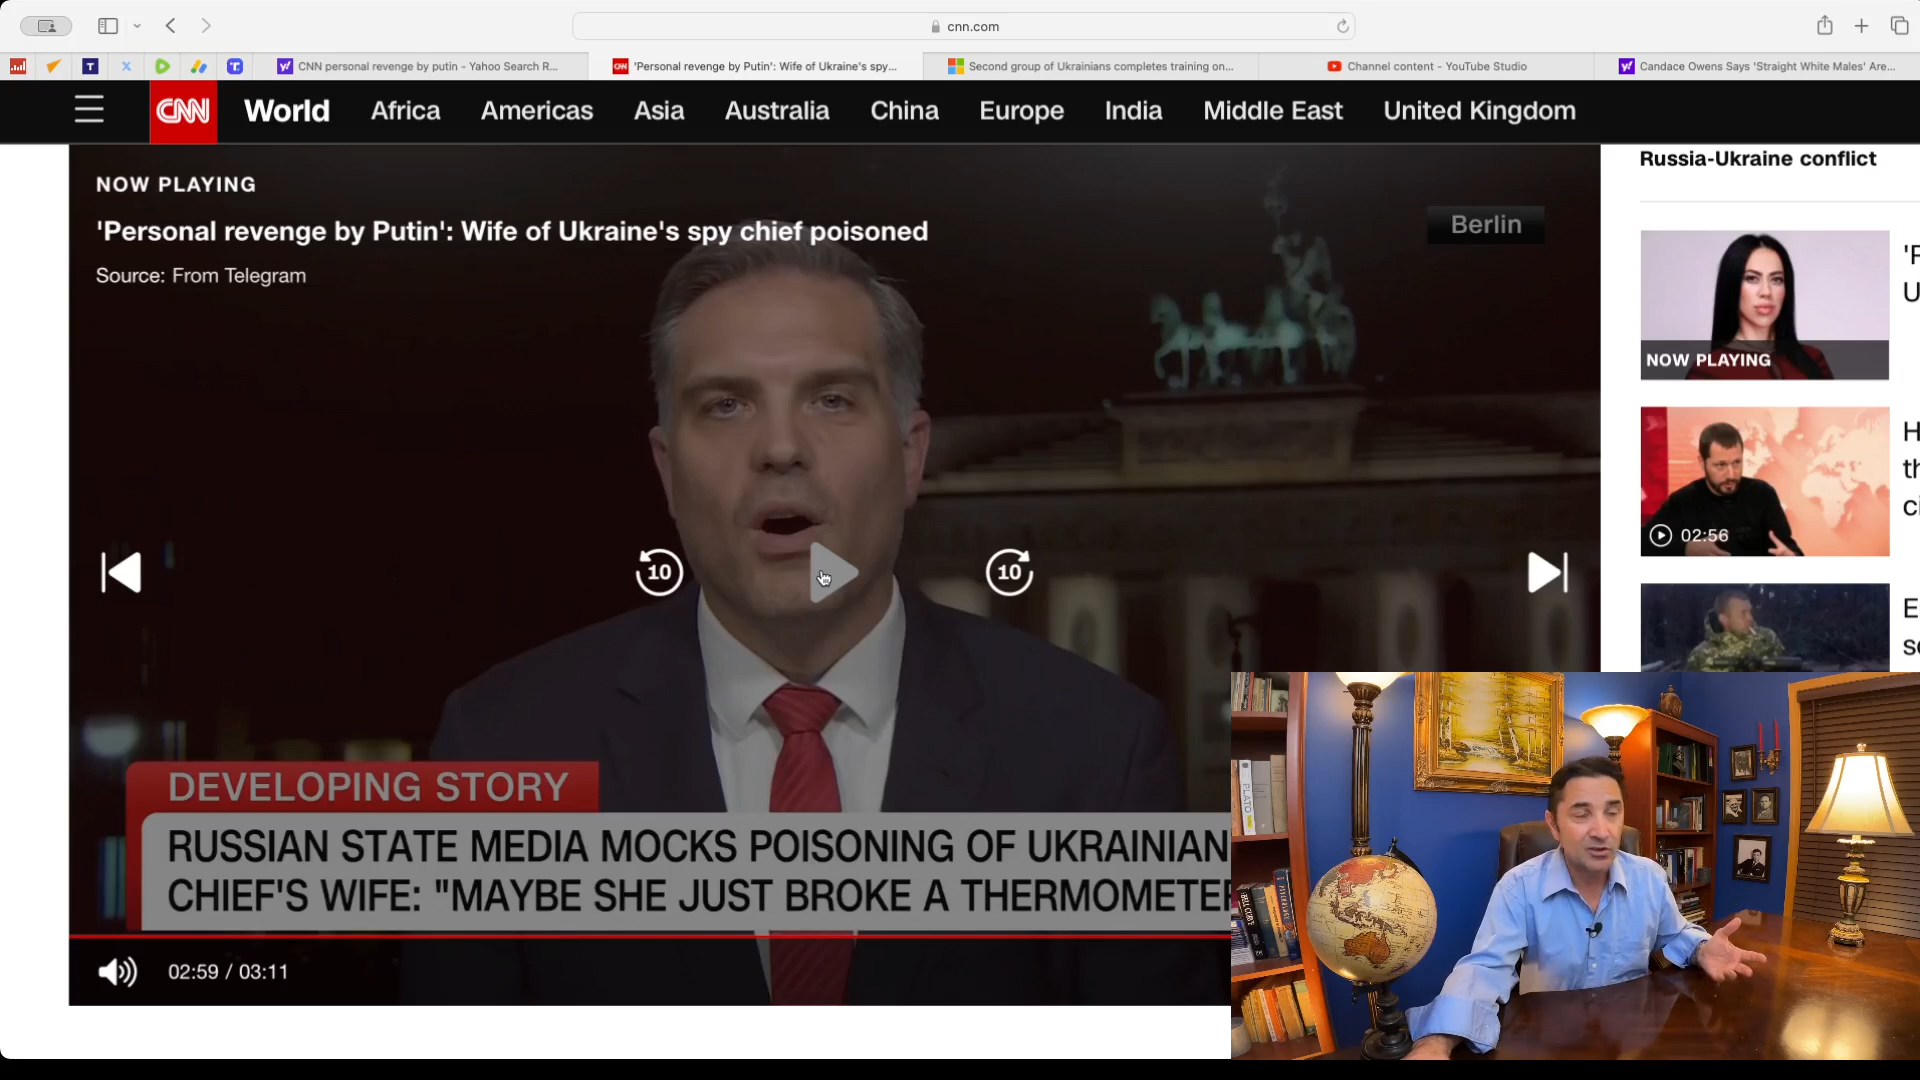 cnn.com
CNN personal revenge by putin - Yahoo Search R...
'Personal revenge by Putin': Wife of Ukraine's spy...
Second group of Ukrainians completes training on...
Channel content - YouTube Studio
Candace Owens Says 'Straight White Males' Are...
CNN World Africa Americas Asia Australia China Europe India Middle East United Kingdom
NOW PLAYING
'Personal revenge by Putin': Wife of Ukraine's spy chief poisoned
Source: From Telegram
Berlin
10
10
DEVELOPING STORY
RUSSIAN STATE MEDIA MOCKS POISONING OF UKRAINIAN
CHIEF'S WIFE: "MAYBE SHE JUST BROKE A THERMOMETER
02:59 / 03:11
Russia-Ukraine conflict
NOW PLAYING
02:56
PLATO